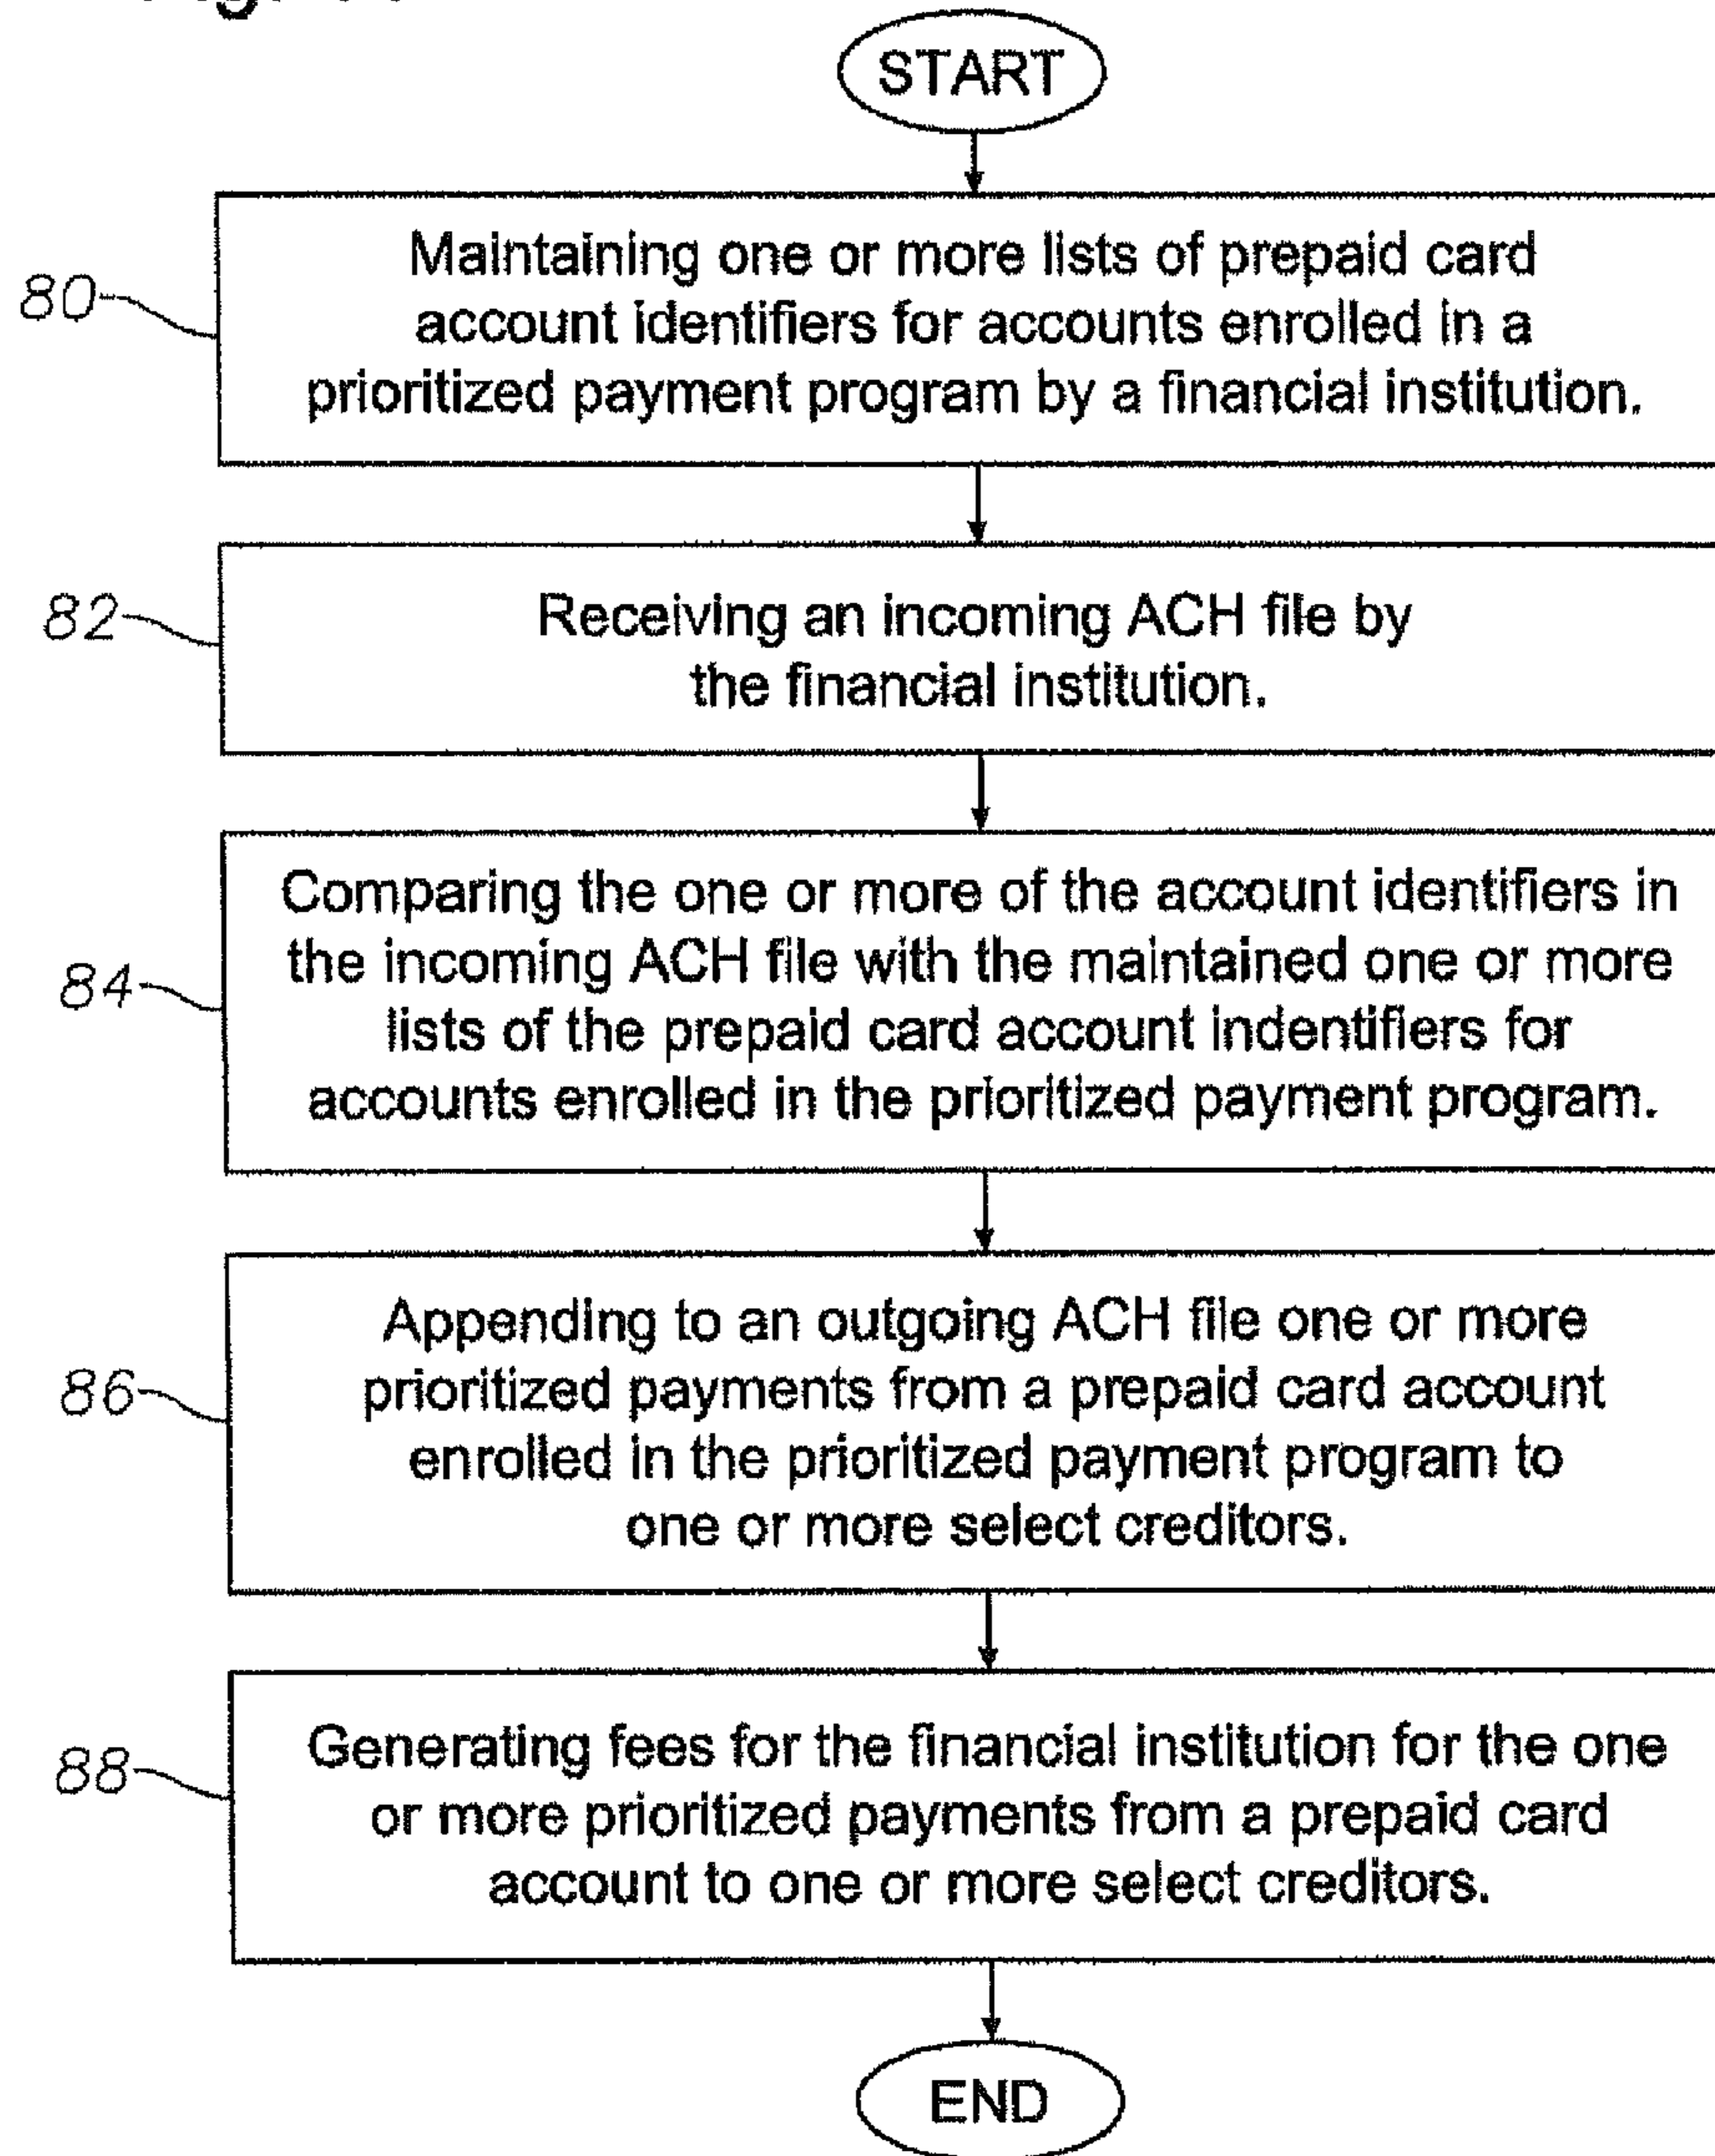 START
80
Maintaining one or more lists of prepaid card
account identifiers for accounts enrolled in a
prioritized payment program by a financial institution.
82
Receiving an incoming ACH file by
the financial institution.
84
Comparing the one or more of the account identifiers in
the incoming ACH file with the maintained one or more
lists of the prepaid card account indentifiers for
accounts enrolled in the prioritized payment program.
86
Appending to an outgoing ACH file one or more
prioritized payments from a prepaid card account
enrolled in the prioritized payment program to
one or more select creditors.
88
Generating fees for the financial institution for the one
or more prioritized payments from a prepaid card
account to one or more select creditors.
END